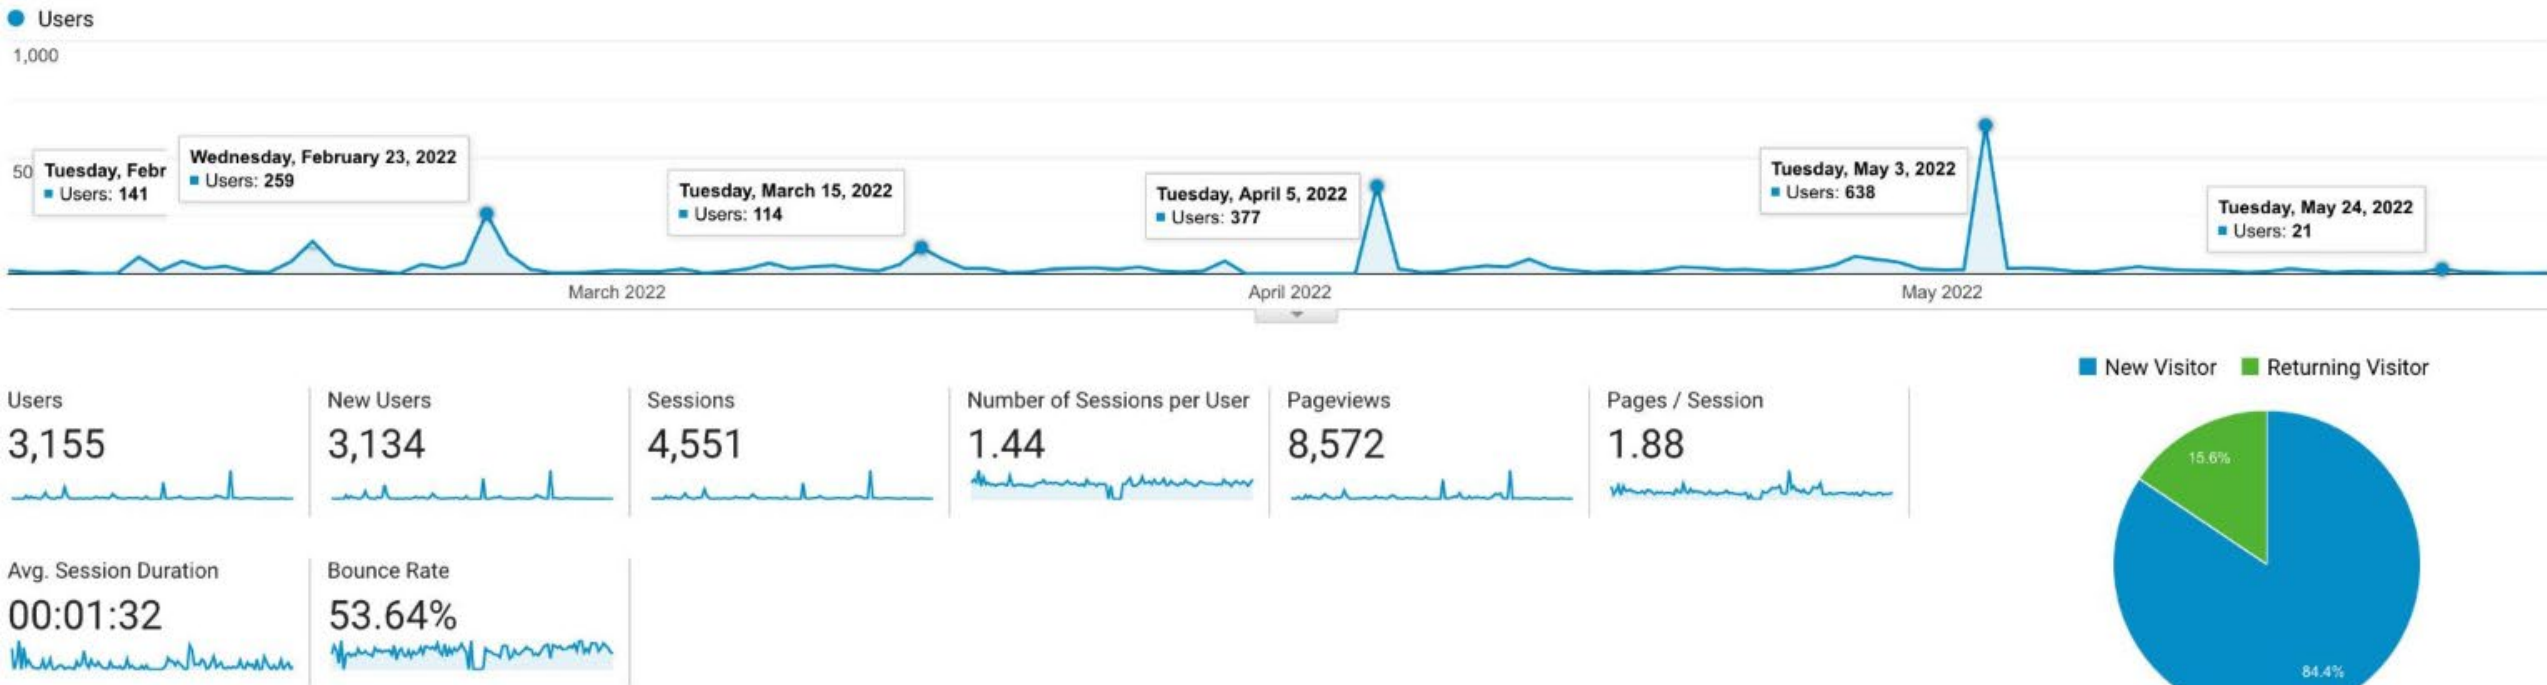 Users
1,000
50
Tuesday, Febr
Users: 141
Wednesday, February 23, 2022
Users: 259
Tuesday, March 15, 2022
Users: 114
Tuesday, April 5, 2022
Users: 377
Tuesday, May 3, 2022
Users: 638
Tuesday, May 24, 2022
Users: 21
March 2022
April 2022
May 2022
New Visitor
Returning Visitor
Users
3,155
New Users
3,134
Sessions
4,551
Number of Sessions per User
1.44
Pageviews
8,572
Pages / Session
1.88
Avg. Session Duration
00:01:32
Bounce Rate
53.64%
15.6%
84.4%